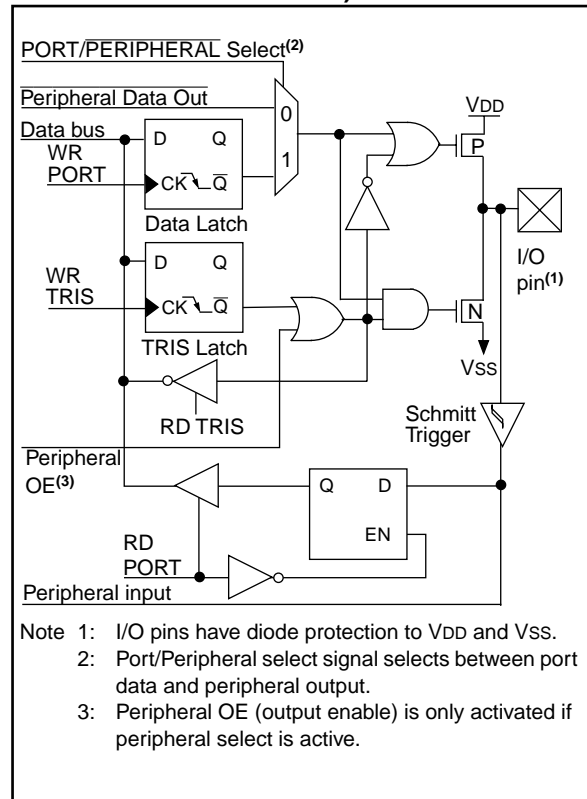 PORT/PERIPHERAL Select(2)
Peripheral Data Out
Data bus
WR
PORT
D Q
CK Q
Data Latch
0
1
VDD
P
I/O
pin(1)
WR
TRIS
D Q
CK Q
TRIS Latch
N
VSS
RD TRIS
Schmitt
Trigger
Peripheral
OE(3)
Q D
EN
RD
PORT
Peripheral input
Note 1: I/O pins have diode protection to VDD and VSS.
2: Port/Peripheral select signal selects between port
data and peripheral output.
3: Peripheral OE (output enable) is only activated if
peripheral select is active.